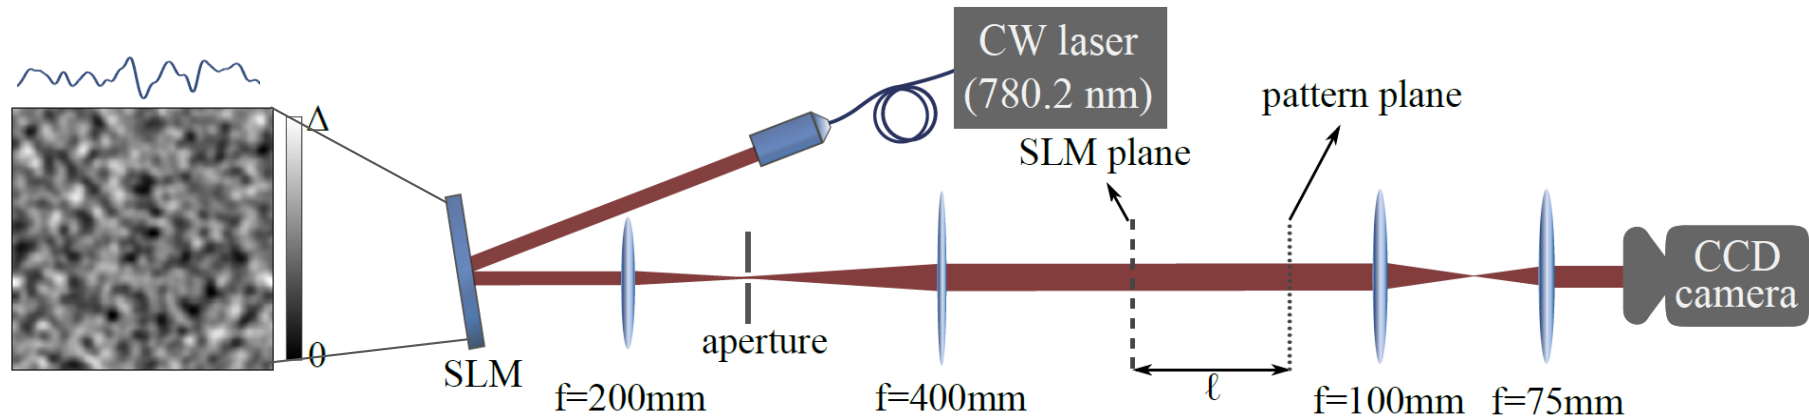 CW laser
(780.2 nm)
pattern plane
SLM plane
Δ
0
SLM
aperture
CCD
camera
f=200mm
f=400mm
ℓ
f=100mm
f=75mm